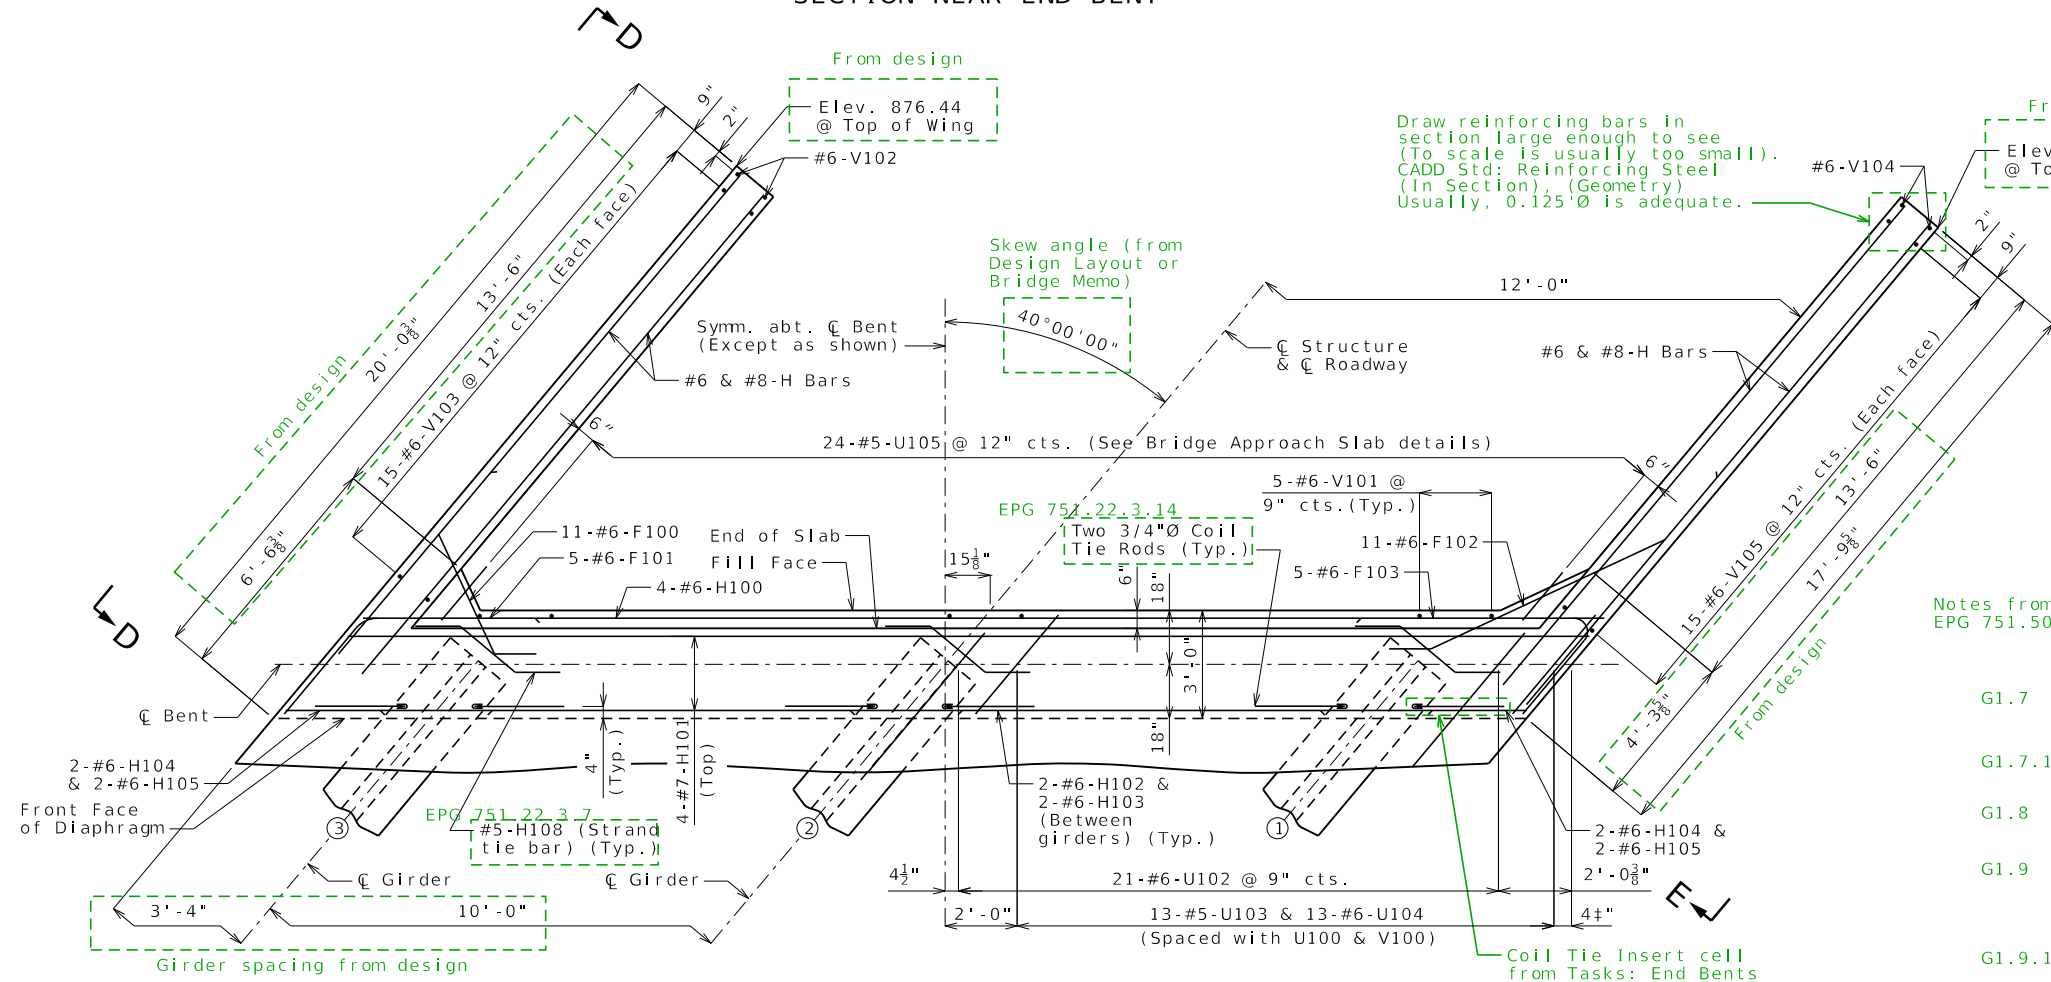 SECTION NEAR END BENT
D
From design
Elev. 876.44
@ Top of Wing
#6-V102
9"
2"
13'-6"
20'-0⅜"
15-#6-V103 @ 12" cts. (Each face)
From design
6'-6⅜"
D
Draw reinforcing bars in
section large enough to see
(To scale is usually too small).
CADD Std: Reinforcing Steel
(In Section), (Geometry)
Usually, 0.125'Ø is adequate.
#6-V104
Fr
Elev
@ To
2"
9"
Skew angle (from
Design Layout or
Bridge Memo)
40°00'00"
12'-0"
Symm. abt. ℄ Bent
(Except as shown)
℄ Structure
& ℄ Roadway
#6 & #8-H Bars
#6 & #8-H Bars
6"
24-#5-U105 @ 12" cts. (See Bridge Approach Slab details)
6"
5-#6-V101 @
9" cts.(Typ.)
EPG 751.22.3.14
Two 3/4"Ø Coil
Tie Rods (Typ.)
11-#6-F100
5-#6-F101
4-#6-H100
End of Slab
Fill Face
15⅛"
6"
18"
11-#6-F102
5-#6-F103
15-#6-V105 @ 12" cts. (Each face)
13'-6"
17'-9⅝"
4'-3⅝"
From design
Notes from
EPG 751.50
G1.7
G1.7.1
G1.8
G1.9
G1.9.1
℄ Bent
3'-0"
18"
2-#6-H104
& 2-#6-H105
Front Face
of Diaphragm
4"
(Typ.)
4-#7-H101
(Top)
EPG 751.22.3.7
#5-H108 (Strand
tie bar) (Typ.)
2-#6-H102 &
2-#6-H103
(Between
girders) (Typ.)
2-#6-H104 &
2-#6-H105
3
2
1
℄ Girder
℄ Girder
4½"
21-#6-U102 @ 9" cts.
2'-0⅜"
E
3'-4"
10'-0"
2'-0"
13-#5-U103 & 13-#6-U104
(Spaced with U100 & V100)
4‡"
Girder spacing from design
Coil Tie Insert cell
from Tasks: End Bents